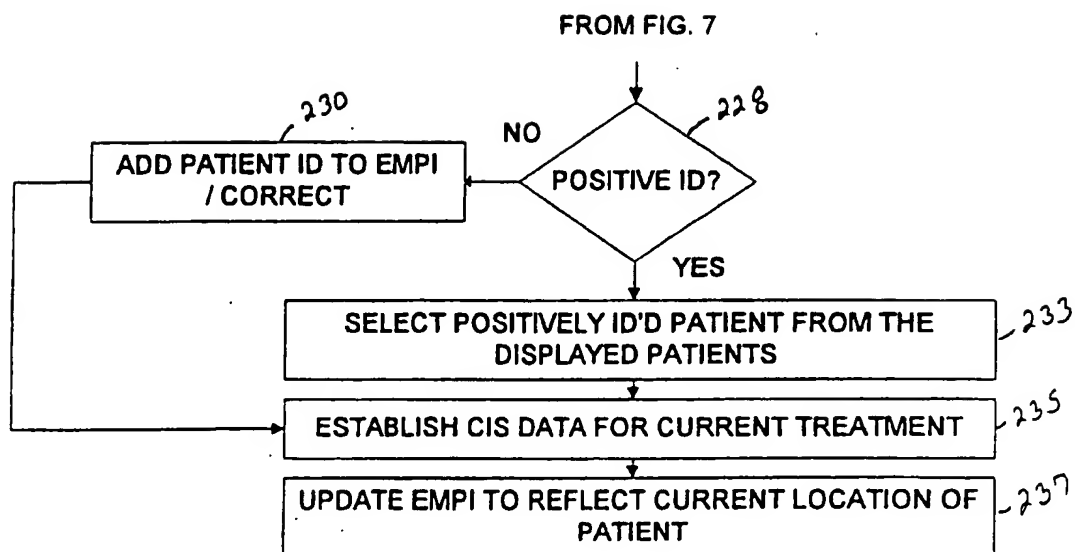 FROM FIG. 7
228
230
NO
ADD PATIENT ID TO EMPI
/ CORRECT
POSITIVE ID?
YES
SELECT POSITIVELY ID'D PATIENT FROM THE
DISPLAYED PATIENTS
233
ESTABLISH CIS DATA FOR CURRENT TREATMENT
235
UPDATE EMPI TO REFLECT CURRENT LOCATION OF
PATIENT
237